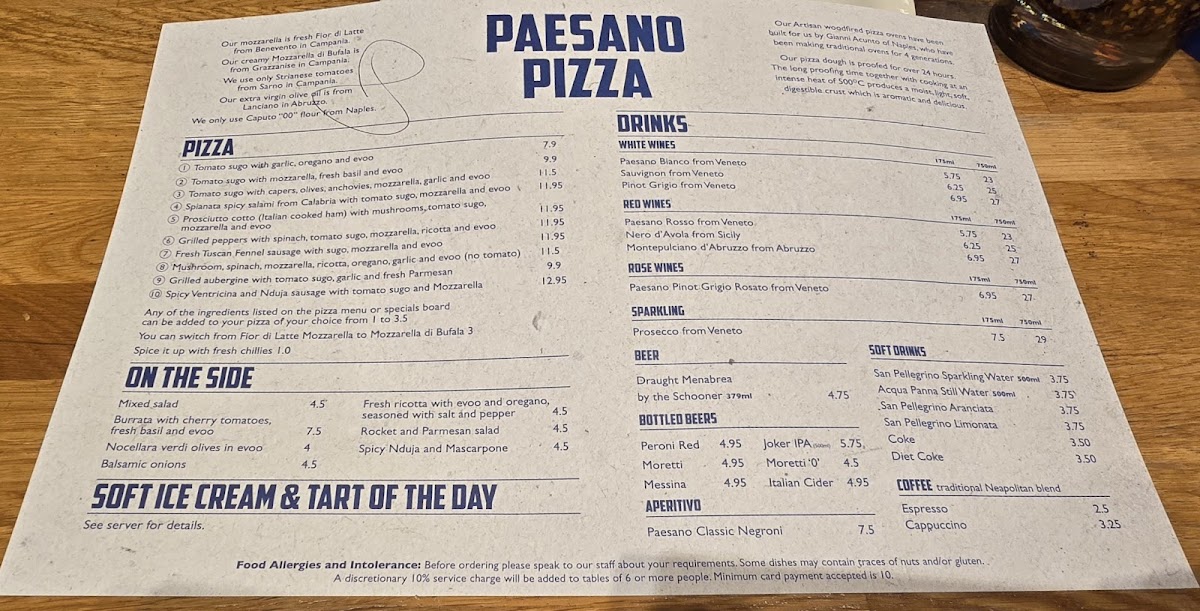 PAESANO
PIZZA
Our mozzarella is fresh Fior di Latte
from Benevento in Campania.
Our creamy Mozzarella di Bufala is
from Grazzanise in Campania.
We use only Strianese tomatoes
from Sarno in Campania.
Our extra virgin olive oil is from
Lanciano in Abruzzo.
We only use Caputo "00" flour from Naples.
Our Artisan woodfired pizza ovens have been
built for us by Gianni Acunto of Naples, who have
been making traditional ovens for 4 generations.
Our pizza dough is proofed for over 24 hours.
The long proofing time together with cooking at an
intense heat of 500°C produces a moist, light, soft,
digestible crust which is aromatic and delicious.
PIZZA
1 Tomato sugo with garlic, oregano and evoo 7.9
2 Tomato sugo with mozzarella, fresh basil and evoo 9.9
3 Tomato sugo with capers, olives, anchovies, mozzarella, garlic and evoo 11.5
4 Spianata spicy salami from Calabria with tomato sugo, mozzarella and evoo 11.95
5 Prosciutto cotto (Italian cooked ham) with mushrooms, tomato sugo,
mozzarella and evoo 11.95
6 Grilled peppers with spinach, tomato sugo, mozzarella, ricotta and evoo 11.95
7 Fresh Tuscan Fennel sausage with sugo, mozzarella and evoo 11.95
8 Mushroom, spinach, mozzarella, ricotta, oregano, garlic and evoo (no tomato) 11.5
9 Grilled aubergine with tomato sugo, garlic and fresh Parmesan 9.9
10 Spicy Ventricina and Nduja sausage with tomato sugo and Mozzarella 12.95
Any of the ingredients listed on the pizza menu or specials board
can be added to your pizza of your choice from 1 to 3.5
You can switch from Fior di Latte Mozzarella to Mozzarella di Bufala 3
Spice it up with fresh chillies 1.0
ON THE SIDE
Mixed salad 4.5
Burrata with cherry tomatoes,
fresh basil and evoo 7.5
Nocellara verdi olives in evoo 4
Balsamic onions 4.5
Fresh ricotta with evoo and oregano,
seasoned with salt and pepper 4.5
Rocket and Parmesan salad 4.5
Spicy Nduja and Mascarpone 4.5
SOFT ICE CREAM & TART OF THE DAY
See server for details.
DRINKS
WHITE WINES 175ml 750ml
Paesano Bianco from Veneto 5.75 23
Sauvignon from Veneto 6.25 25
Pinot Grigio from Veneto 6.95 27
RED WINES 175ml 750ml
Paesano Rosso from Veneto 5.75 23
Nero d'Avola from Sicily 6.25 25
Montepulciano d'Abruzzo from Abruzzo 6.95 27
ROSE WINES 175ml 750ml
Paesano Pinot Grigio Rosato from Veneto 6.95 27
SPARKLING 175ml 750ml
Prosecco from Veneto 7.5 29
BEER
Draught Menabrea
by the Schooner 379ml 4.75
BOTTLED BEERS
Peroni Red 4.95 Joker IPA (500ml) 5.75
Moretti 4.95 Moretti '0' 4.5
Messina 4.95 Italian Cider 4.95
APERITIVO
Paesano Classic Negroni 7.5
SOFT DRINKS
San Pellegrino Sparkling Water 500ml 3.75
Acqua Panna Still Water 500ml 3.75
San Pellegrino Aranciata 3.75
San Pellegrino Limonata 3.75
Coke 3.50
Diet Coke 3.50
COFFEE traditional Neapolitan blend
Espresso 2.5
Cappuccino 3.25
Food Allergies and Intolerance: Before ordering please speak to our staff about your requirements. Some dishes may contain traces of nuts and/or gluten.
A discretionary 10% service charge will be added to tables of 6 or more people. Minimum card payment accepted is 10.